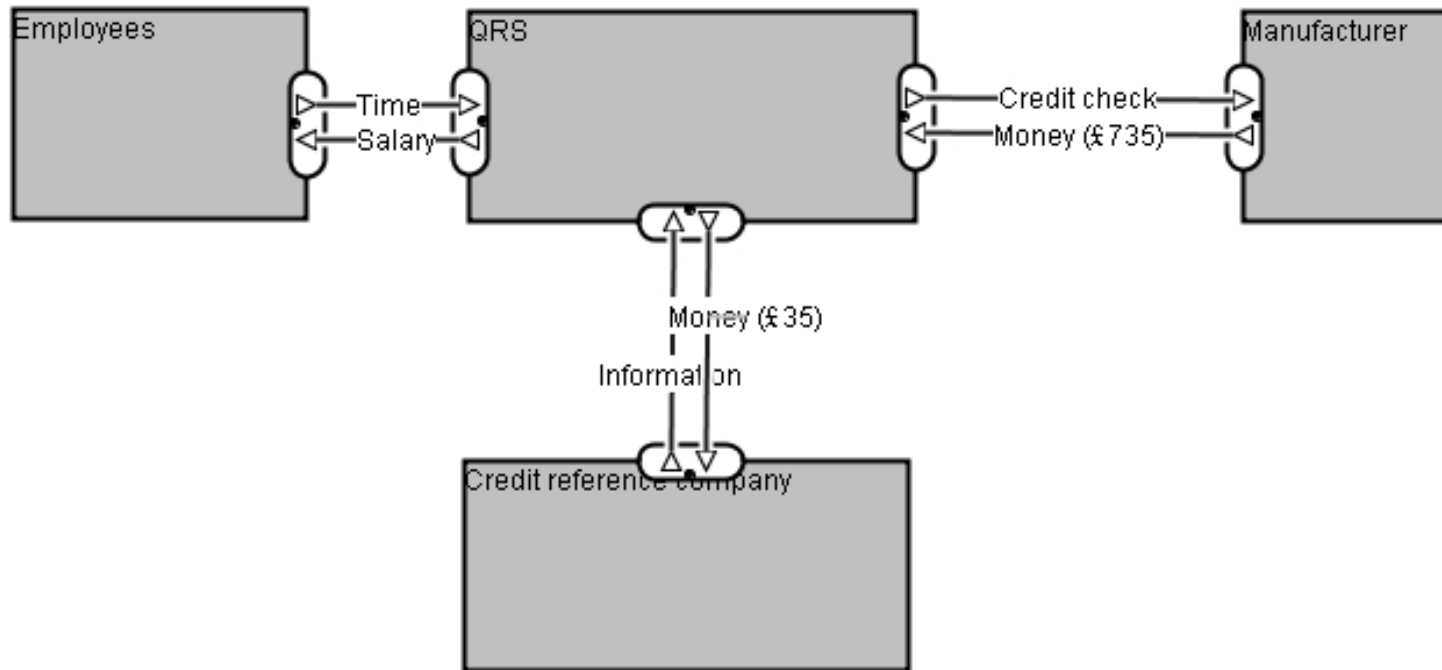 Employees
QRS
Manufacturer
Time
Credit check
Salary
Money (£735)
Money (£35)
Information
Credit reference company